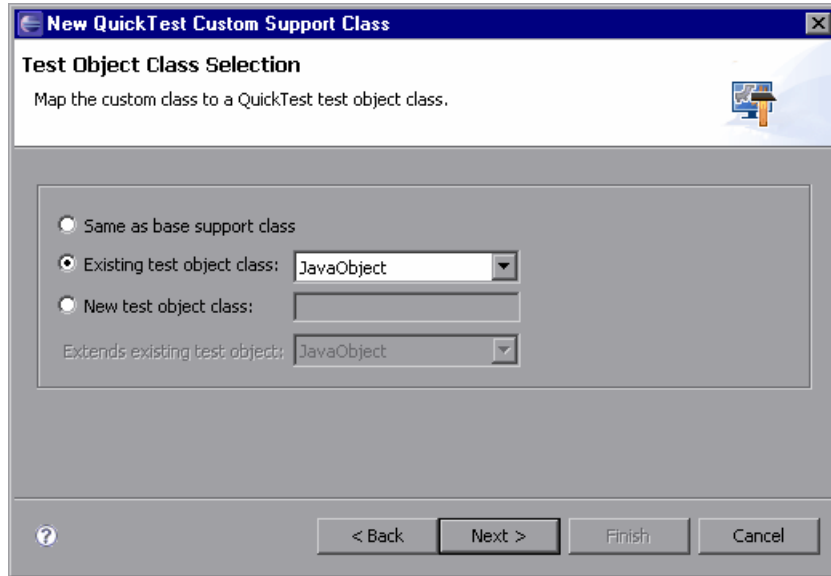 New QuickTest Custom Support Class
Test Object Class Selection
Map the custom class to a QuickTest test object class.
Same as base support class
Existing test object class: JavaObject
New test object class:
Extends existing test object: JavaObject
? < Back Next > Finish Cancel